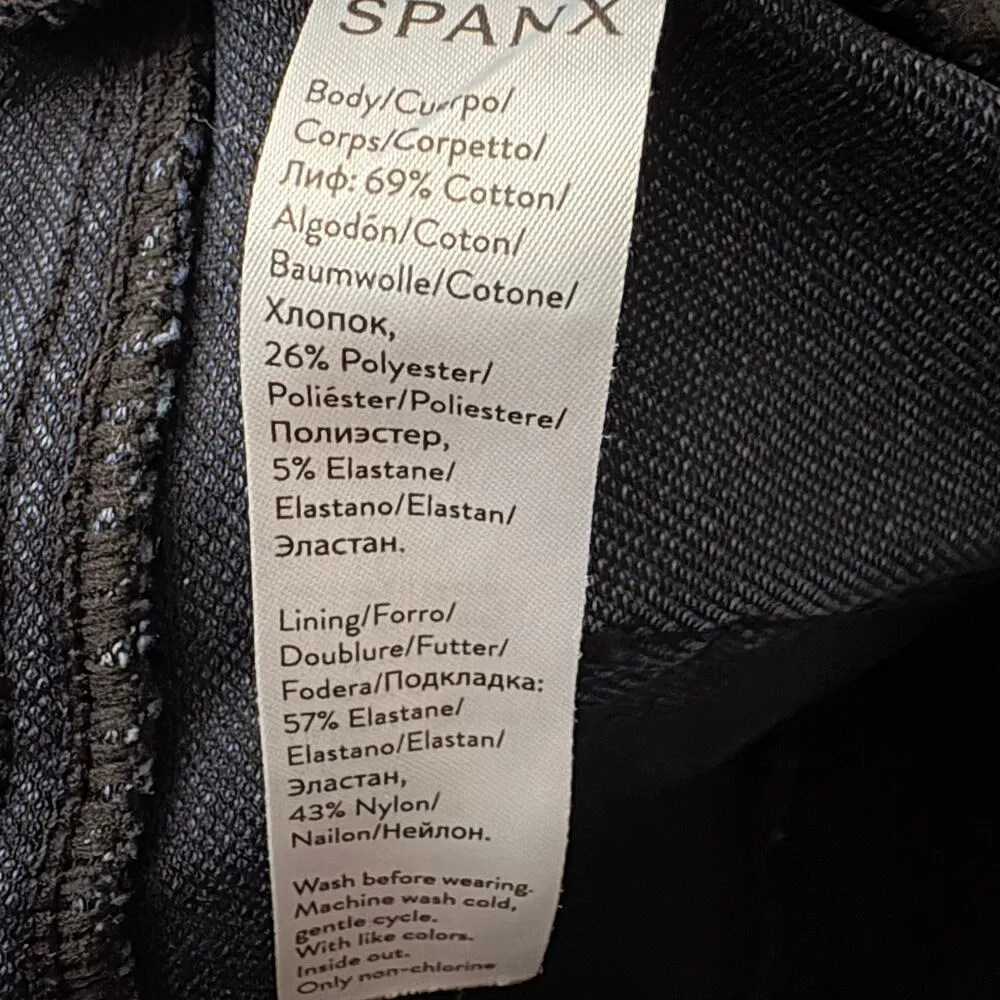 SPANX
Body/Cuerpo/
Corps/Corpetto/
Лиф: 69% Cotton/
Algodón/Coton/
Baumwolle/Cotone/
Хлопок,
26% Polyester/
Poliéster/Poliestere/
Полиэстер,
5% Elastane/
Elastano/Elastan/
Эластан.
Lining/Forro/
Doublure/Futter/
Fodera/Подкладка:
57% Elastane/
Elastano/Elastan/
Эластан,
43% Nylon/
Nailon/Нейлон.
Wash before wearing.
Machine wash cold,
gentle cycle.
With like colors.
Inside out.
Only non-chlorine